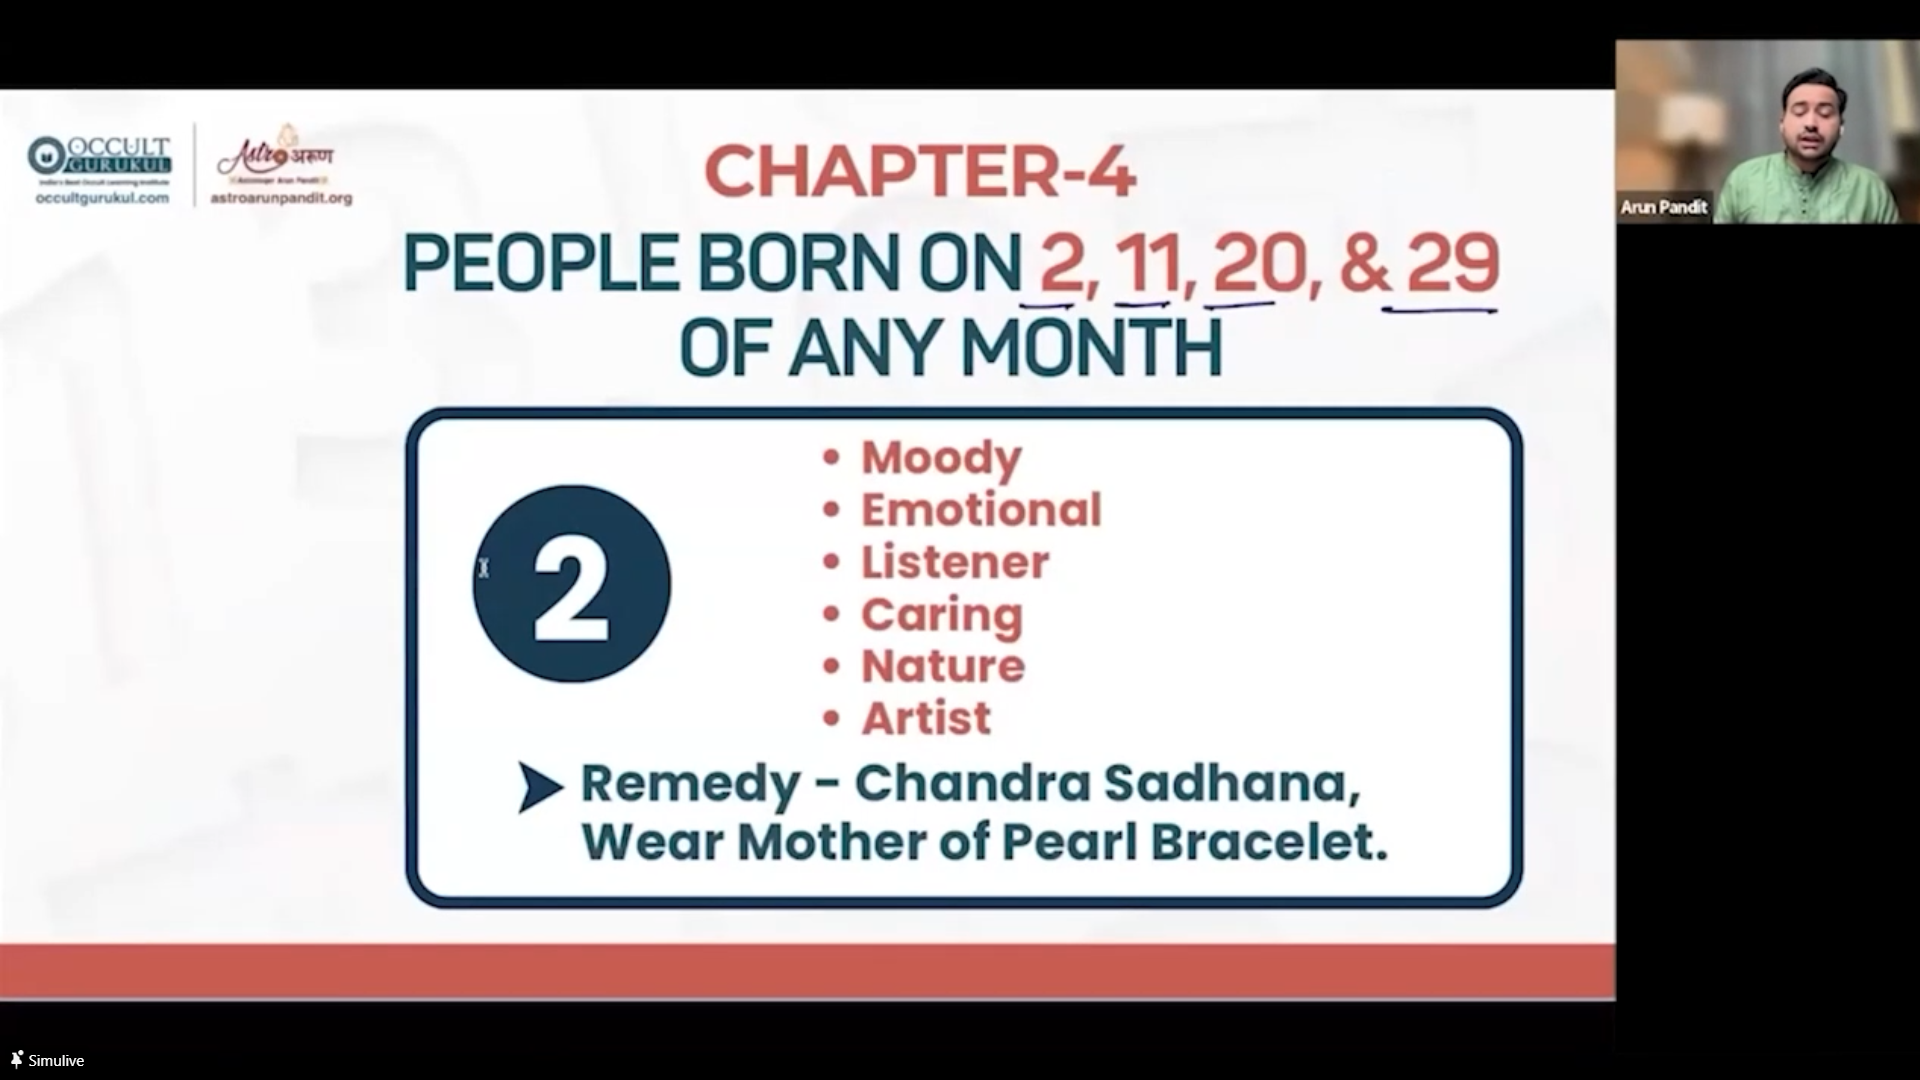 OCCULT
GURUKUL
India's Best Occult Learning Institute
occultgurukul.com
Astro अरुण
Astrologer Arun Pandit
astroarunpandit.org
CHAPTER-4
PEOPLE BORN ON 2, 11, 20, & 29
OF ANY MONTH
2
• Moody
• Emotional
• Listener
• Caring
• Nature
• Artist
➤ Remedy - Chandra Sadhana,
Wear Mother of Pearl Bracelet.
Arun Pandit
Simulive